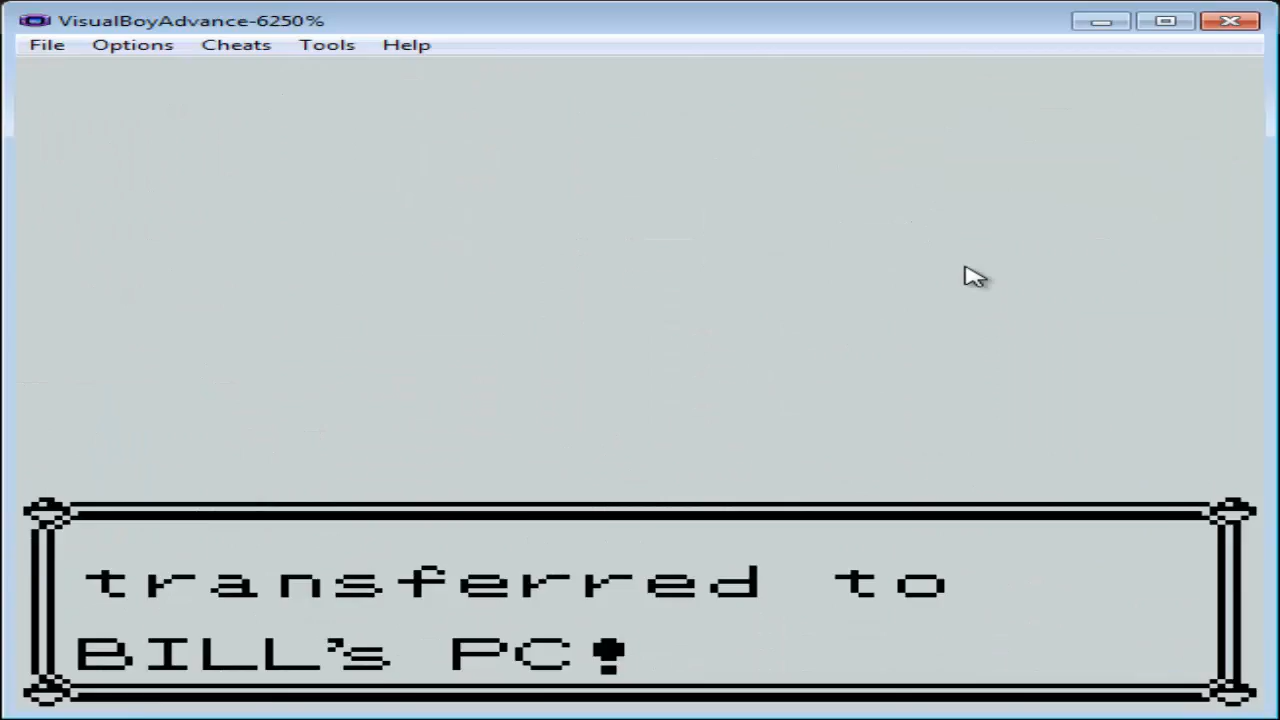 VisualBoyAdvance-6250%
File Options Cheats Tools Help
transferred to
BILL's PC!